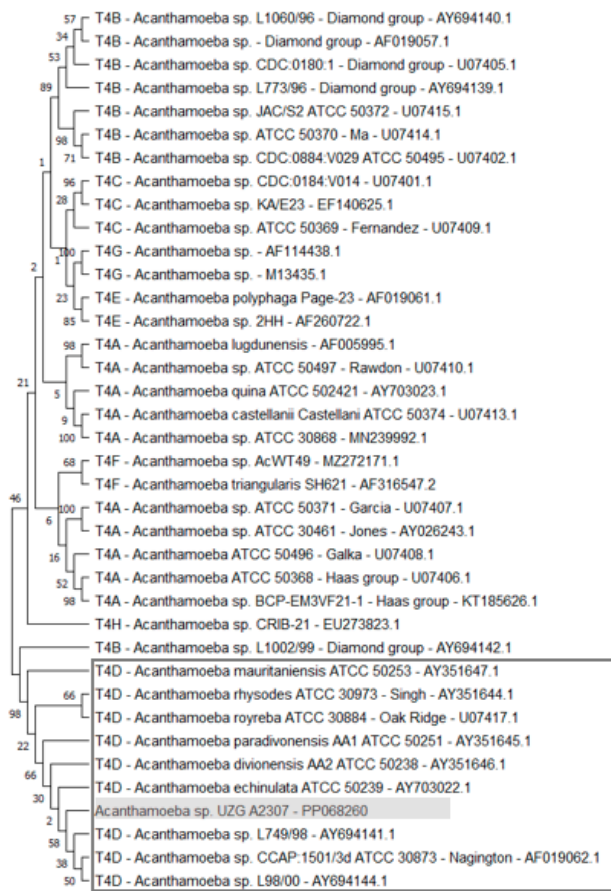 57 T4B - Acanthamoeba sp. L1060/96 - Diamond group - AY694140.1
34 T4B - Acanthamoeba sp. - Diamond group - AF019057.1
53 T4B - Acanthamoeba sp. CDC:0180:1 - Diamond group - U07405.1
89 T4B - Acanthamoeba sp. L773/96 - Diamond group - AY694139.1
T4B - Acanthamoeba sp. JAC/S2 ATCC 50372 - U07415.1
98 T4B - Acanthamoeba sp. ATCC 50370 - Ma - U07414.1
71 T4B - Acanthamoeba sp. CDC:0884:V029 ATCC 50495 - U07402.1
1
96 T4C - Acanthamoeba sp. CDC:0184:V014 - U07401.1
28 T4C - Acanthamoeba sp. KA/E23 - EF140625.1
T4C - Acanthamoeba sp. ATCC 50369 - Fernandez - U07409.1
100 T4G - Acanthamoeba sp. - AF114438.1
1 T4G - Acanthamoeba sp. - M13435.1
2
23 T4E - Acanthamoeba polyphaga Page-23 - AF019061.1
85 T4E - Acanthamoeba sp. 2HH - AF260722.1
98 T4A - Acanthamoeba lugdunensis - AF005995.1
T4A - Acanthamoeba sp. ATCC 50497 - Rawdon - U07410.1
21
5 T4A - Acanthamoeba quina ATCC 502421 - AY703023.1
9 T4A - Acanthamoeba castellanii Castellani ATCC 50374 - U07413.1
100 T4A - Acanthamoeba sp. ATCC 30868 - MN239992.1
68 T4F - Acanthamoeba sp. AcWT49 - MZ272171.1
46 T4F - Acanthamoeba triangularis SH621 - AF316547.2
100 T4A - Acanthamoeba sp. ATCC 50371 - Garcia - U07407.1
6 T4A - Acanthamoeba sp. ATCC 30461 - Jones - AY026243.1
16 T4A - Acanthamoeba ATCC 50496 - Galka - U07408.1
52 T4A - Acanthamoeba ATCC 50368 - Haas group - U07406.1
98 T4A - Acanthamoeba sp. BCP-EM3VF21-1 - Haas group - KT185626.1
T4H - Acanthamoeba sp. CRIB-21 - EU273823.1
T4B - Acanthamoeba sp. L1002/99 - Diamond group - AY694142.1
T4D - Acanthamoeba mauritaniensis ATCC 50253 - AY351647.1
66 T4D - Acanthamoeba rhysodes ATCC 30973 - Singh - AY351644.1
98 T4D - Acanthamoeba royreba ATCC 30884 - Oak Ridge - U07417.1
22 T4D - Acanthamoeba paradivonensis AA1 ATCC 50251 - AY351645.1
66 T4D - Acanthamoeba divionensis AA2 ATCC 50238 - AY351646.1
30 T4D - Acanthamoeba echinulata ATCC 50239 - AY703022.1
2 Acanthamoeba sp. UZG A2307 - PP068260
58 T4D - Acanthamoeba sp. L749/98 - AY694141.1
38 T4D - Acanthamoeba sp. CCAP:1501/3d ATCC 30873 - Nagington - AF019062.1
50 T4D - Acanthamoeba sp. L98/00 - AY694144.1